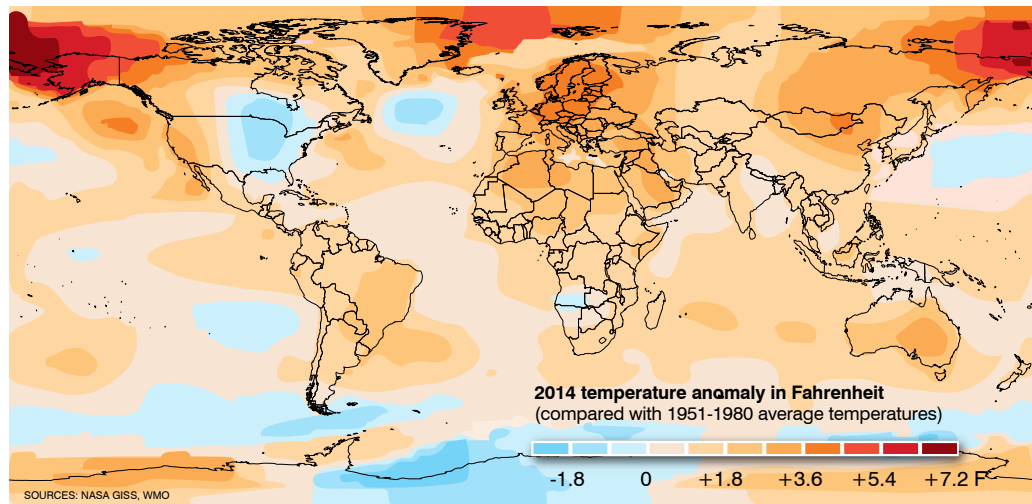 2014 temperature anomaly in Fahrenheit
(compared with 1951-1980 average temperatures)
-1.8 0 +1.8 +3.6 +5.4 +7.2 F
SOURCES: NASA GISS, WMO